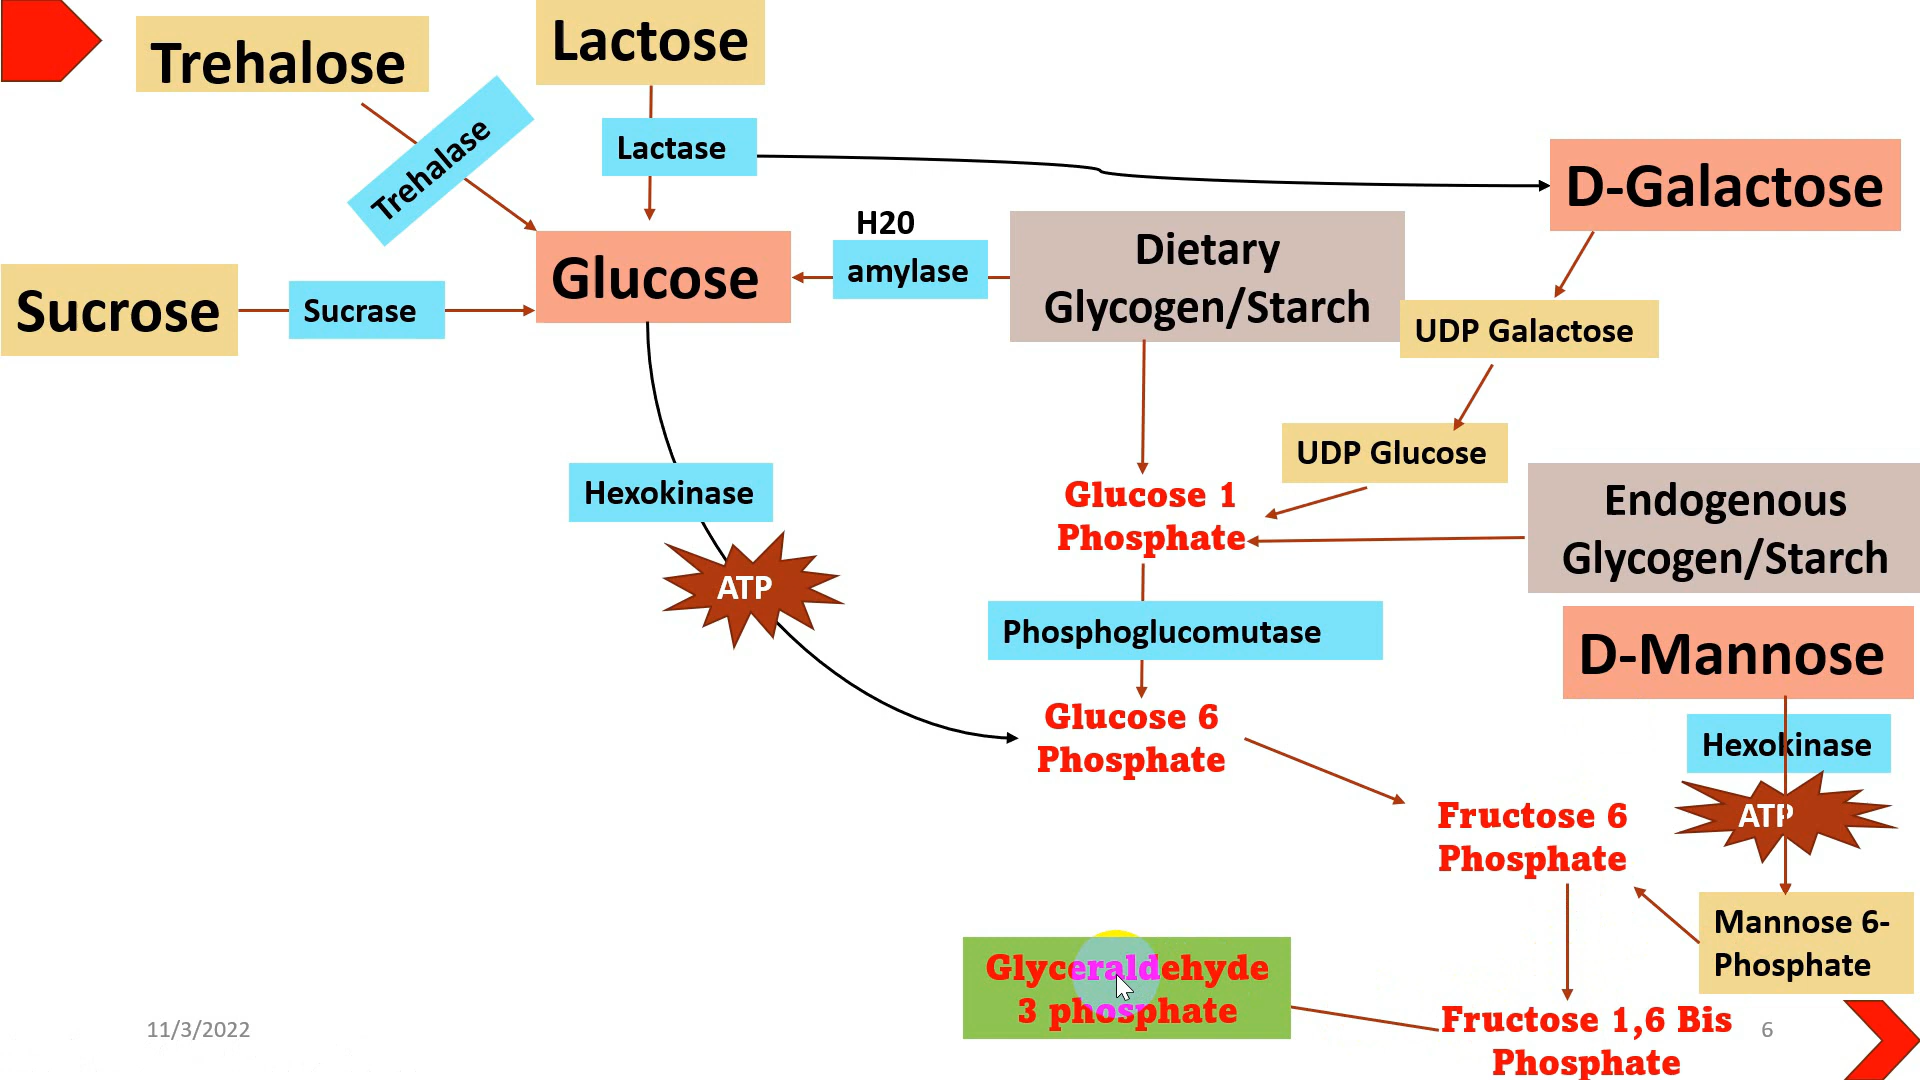 Trehalose
Lactose
Trehalase
Lactase
D-Galactose
H20
amylase
Dietary
Glycogen/Starch
Glucose
Sucrose
Sucrase
UDP Galactose
UDP Glucose
Hexokinase
Glucose 1
Phosphate
Endogenous
Glycogen/Starch
ATP
Phosphoglucomutase
D-Mannose
Glucose 6
Phosphate
Hexokinase
ATP
Fructose 6
Phosphate
Mannose 6-
Phosphate
Glyceraldehyde
3 phosphate
Fructose 1,6 Bis
Phosphate
11/3/2022
6